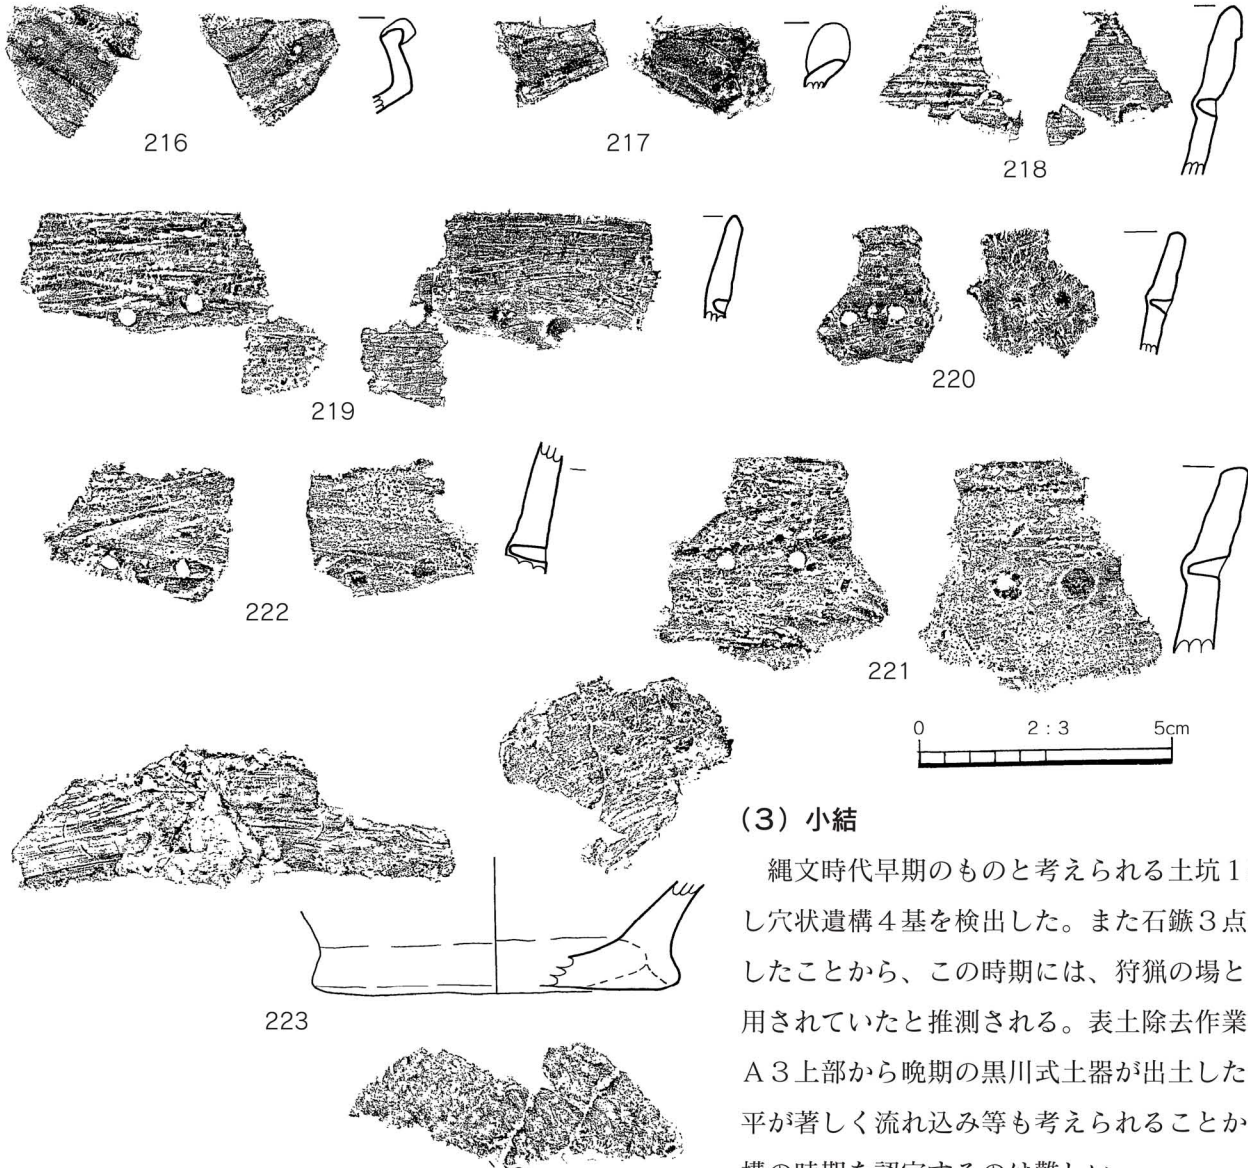 216
217
218
219
220
222
221
0 2：3 5cm
223
（3）小結
縄文時代早期のものと考えられる土坑１
し穴状遺構４基を検出した。また石鏃３点
したことから、この時期には、狩猟の場と
用されていたと推測される。表土除去作業
Ａ３上部から晩期の黒川式土器が出土した
平が著しく流れ込み等も考えられることか